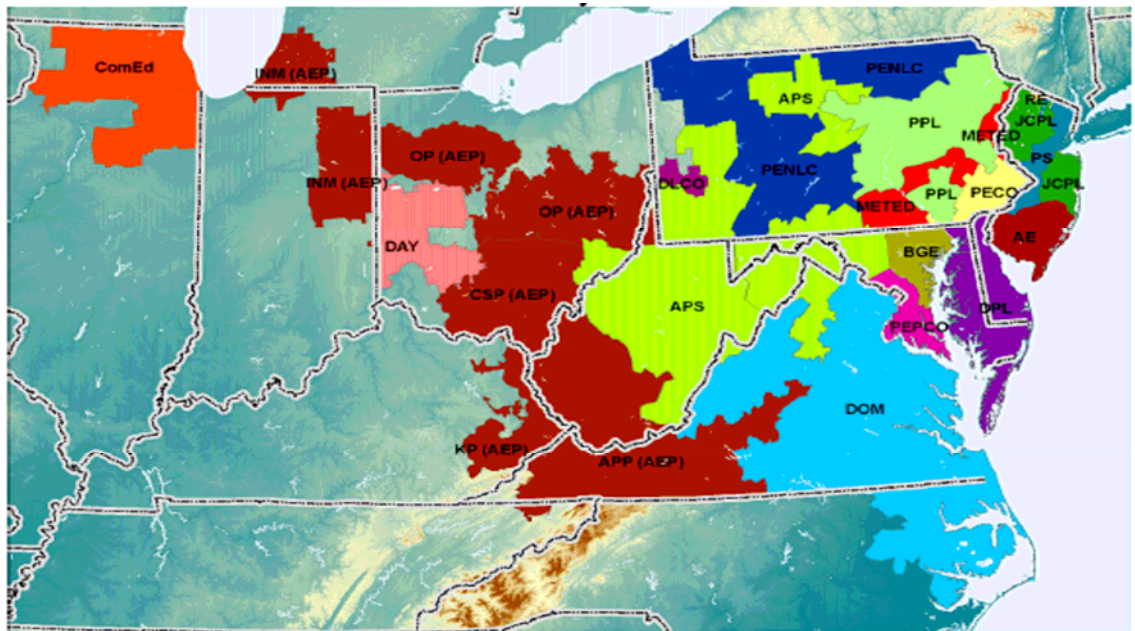 ComEd
INM (AEP)
PENLC
APS
RE
JCPL
PPL
METED
OP (AEP)
PS
PENLC
DLCO
INM (AEP)
JCPL
PPL
PECO
METED
OP (AEP)
AE
DAY
BGE
CSP (AEP)
APS
DPL
PEPCO
DOM
KP (AEP)
APP (AEP)